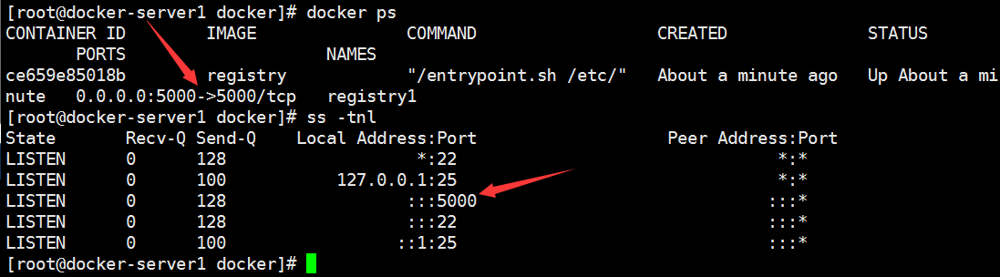 [root@docker-server1 docker]# docker ps
CONTAINER ID        IMAGE               COMMAND                  CREATED             STATUS
       PORTS                    NAMES
ce659e85018b        registry            "/entrypoint.sh /etc/"   About a minute ago   Up About a mi
nute   0.0.0.0:5000->5000/tcp   registry1
[root@docker-server1 docker]# ss -tnl
State      Recv-Q Send-Q     Local Address:Port                    Peer Address:Port
LISTEN     0      128                    *:22                                 *:*
LISTEN     0      100            127.0.0.1:25                                 *:*
LISTEN     0      128                   :::5000                              :::*
LISTEN     0      128                   :::22                                :::*
LISTEN     0      100                  ::1:25                                :::*
[root@docker-server1 docker]#